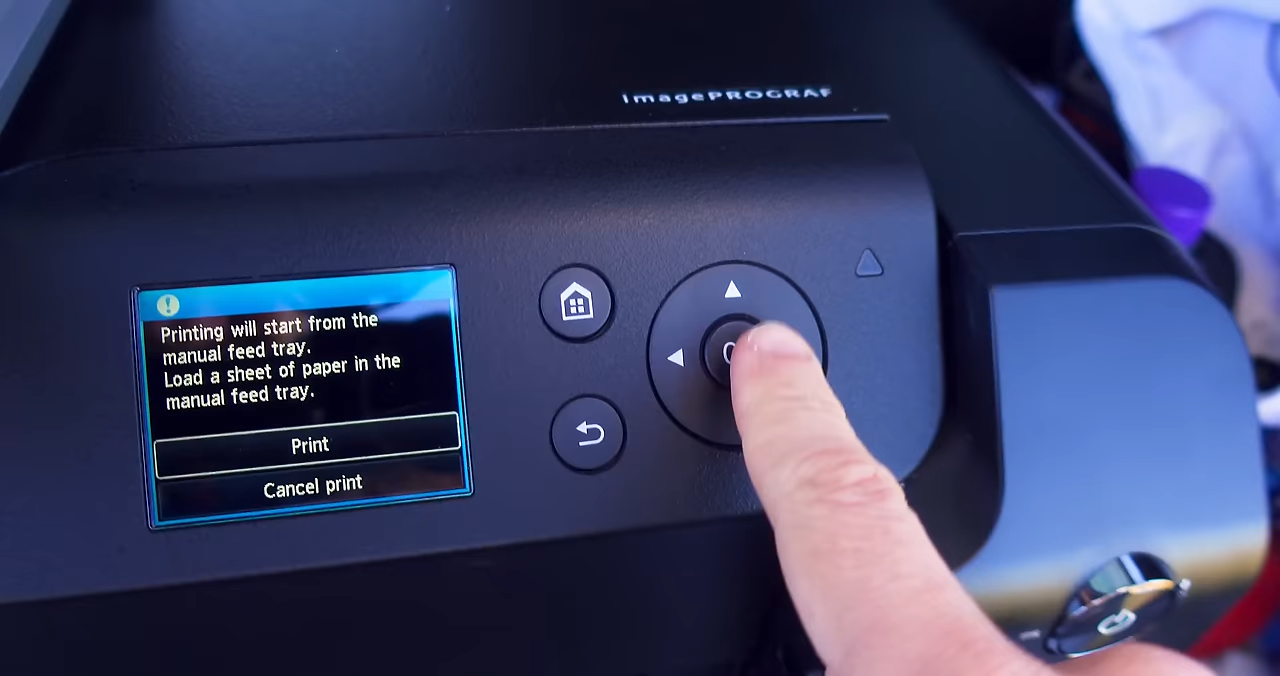 imagePROGRAF
Printing will start from the
manual feed tray.
Load a sheet of paper in the
manual feed tray.
Print
Cancel print